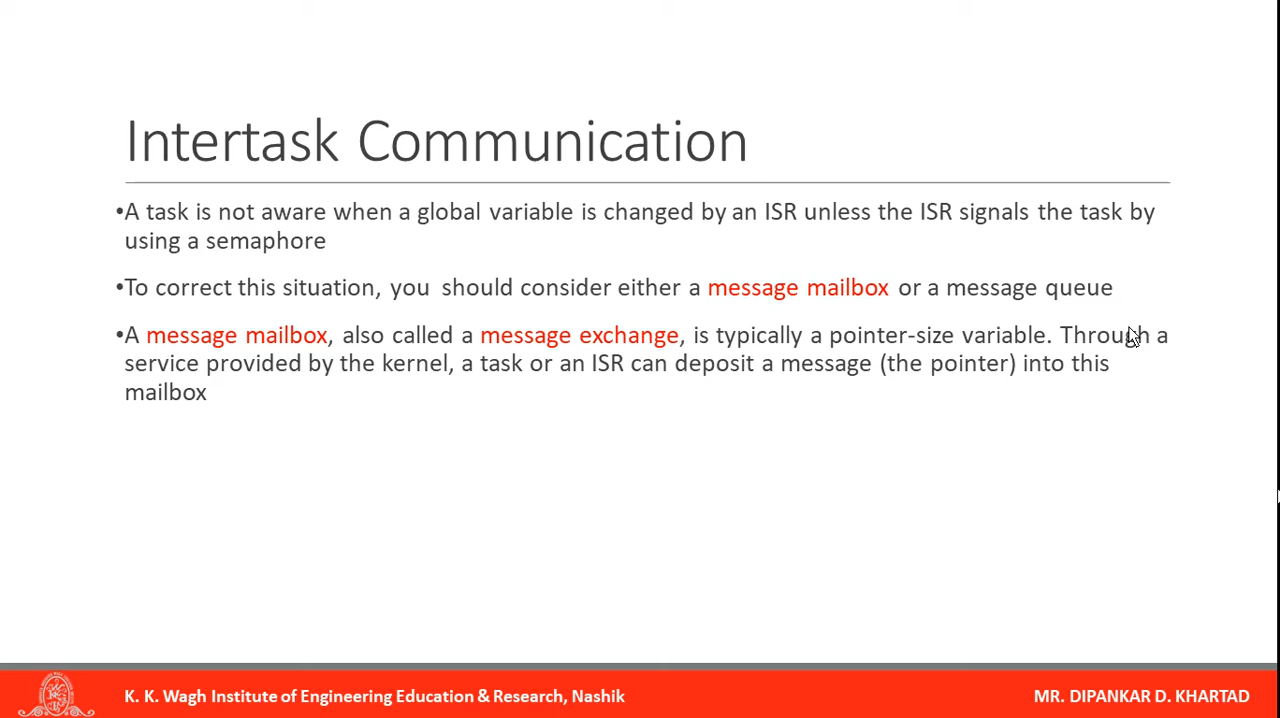 Intertask Communication
•A task is not aware when a global variable is changed by an ISR unless the ISR signals the task by
using a semaphore
•To correct this situation, you should consider either a message mailbox or a message queue
•A message mailbox, also called a message exchange, is typically a pointer-size variable. Through a
service provided by the kernel, a task or an ISR can deposit a message (the pointer) into this
mailbox
K. K. Wagh Institute of Engineering Education & Research, Nashik
MR. DIPANKAR D. KHARTAD